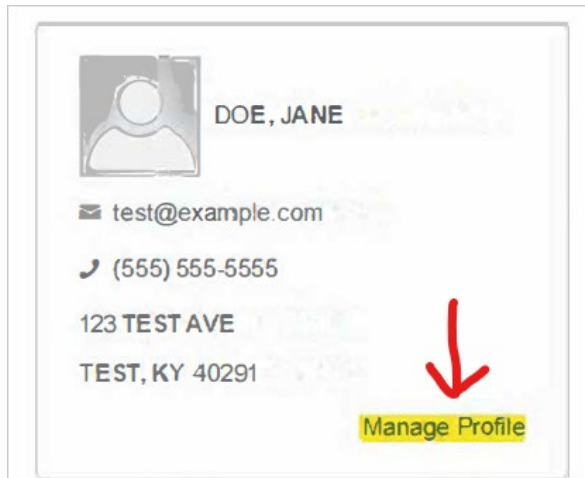 DOE, JANE
test@example.com
(555) 555-5555
123 TEST AVE
TEST, KY 40291
Manage Profile